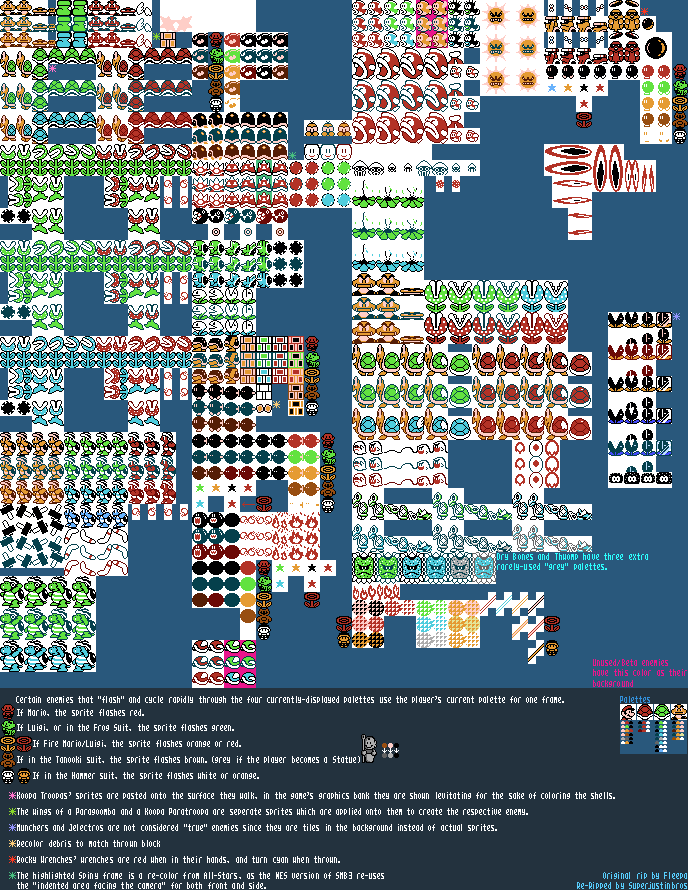 Dry Bones and Thwomp have three extra
rarely-used "grey" palettes.
Unused/Beta enemies
have this color as their
background
Certain enemies that "flash" and cycle rapidly through the four currently-displayed palettes use the player's current palette for one frame.
Palettes
If Mario, the sprite flashes red.
If Luigi, or in the Frog Suit, the sprite flashes green.
If Fire Mario/Luigi, the sprite flashes orange or red.
If in the Tanooki suit, the sprite flashes brown, (grey if the player becomes a Statue)
If in the Hammer suit, the sprite flashes white or orange.
*Koopa Troopas' sprites are pasted onto the surface they walk, in the game's graphics bank they are shown levitating for the sake of coloring the shells.
*The wings of a Paragoomba and a Koopa Paratroopa are seperate sprites which are applied onto them to create the respective enemy.
*Munchers and Jelectros are not considered "true" enemies since they are tiles in the background instead of actual sprites.
*Recolor debris to match thrown block
*Rocky Wrenches' wrenches are red when in their hands, and turn cyan when thrown.
*The highlighted Spiny frame is a re-color from All-Stars, as the NES version of SMB3 re-uses
the "indented area facing the camera" for both front and side.
Original rip by Fleepa
Re-Ripped by Superjustinbros